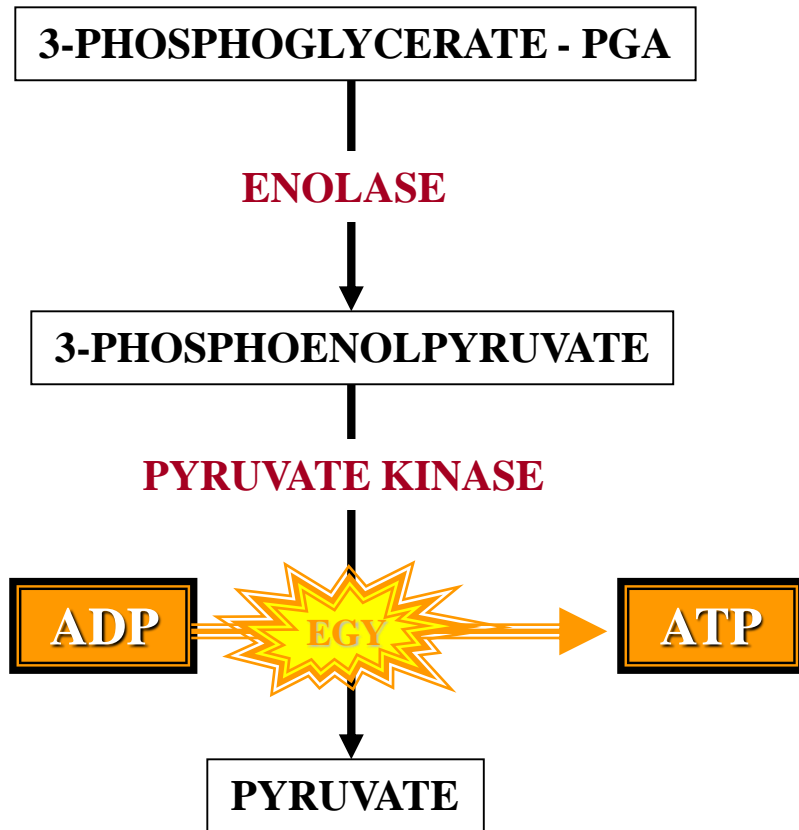 3-PHOSPHOGLYCERATE - PGA
ENOLASE
3-PHOSPHOENOLPYRUVATE
PYRUVATE KINASE
ADP
EGY
ATP
PYRUVATE